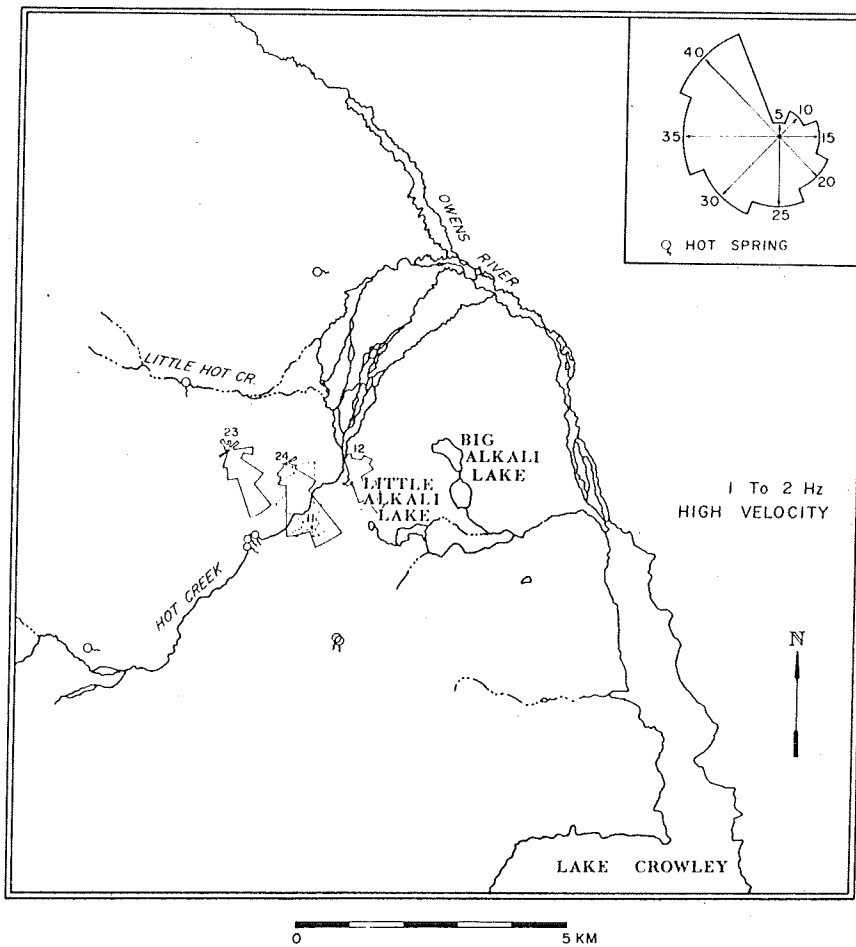 40
5
10
35
15
20
30
25
HOT SPRING
OWENS RIVER
LITTLE HOT CR.
23
24
12
BIG
ALKALI
LAKE
LITTLE
ALKALI
LAKE
11
1 To 2 Hz
HIGH VELOCITY
HOT CREEK
N
LAKE CROWLEY
0
5 KM